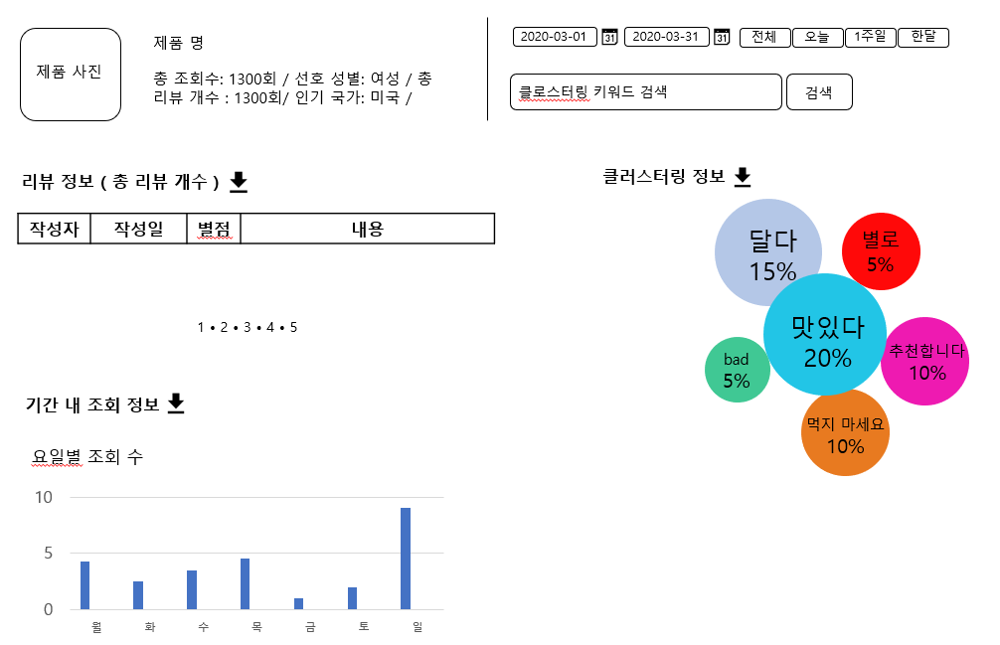 제품 사진
제품 명
총 조회수: 1300회 / 선호 성별: 여성 / 총
리뷰 개수 : 1300회/ 인기 국가: 미국 /
2020-03-01 31 2020-03-31 31 전체 오늘 1주일 한달
클로스터링 키워드 검색 검색
리뷰 정보 ( 총 리뷰 개수 )
작성자 작성일 별점 내용
1 • 2 • 3 • 4 • 5
클러스터링 정보
달다
15%
별로
5%
맛있다
20%
bad
5%
추천합니다
10%
먹지 마세요
10%
기간 내 조회 정보
요일별 조회 수
10
5
0
월 화 수 목 금 토 일